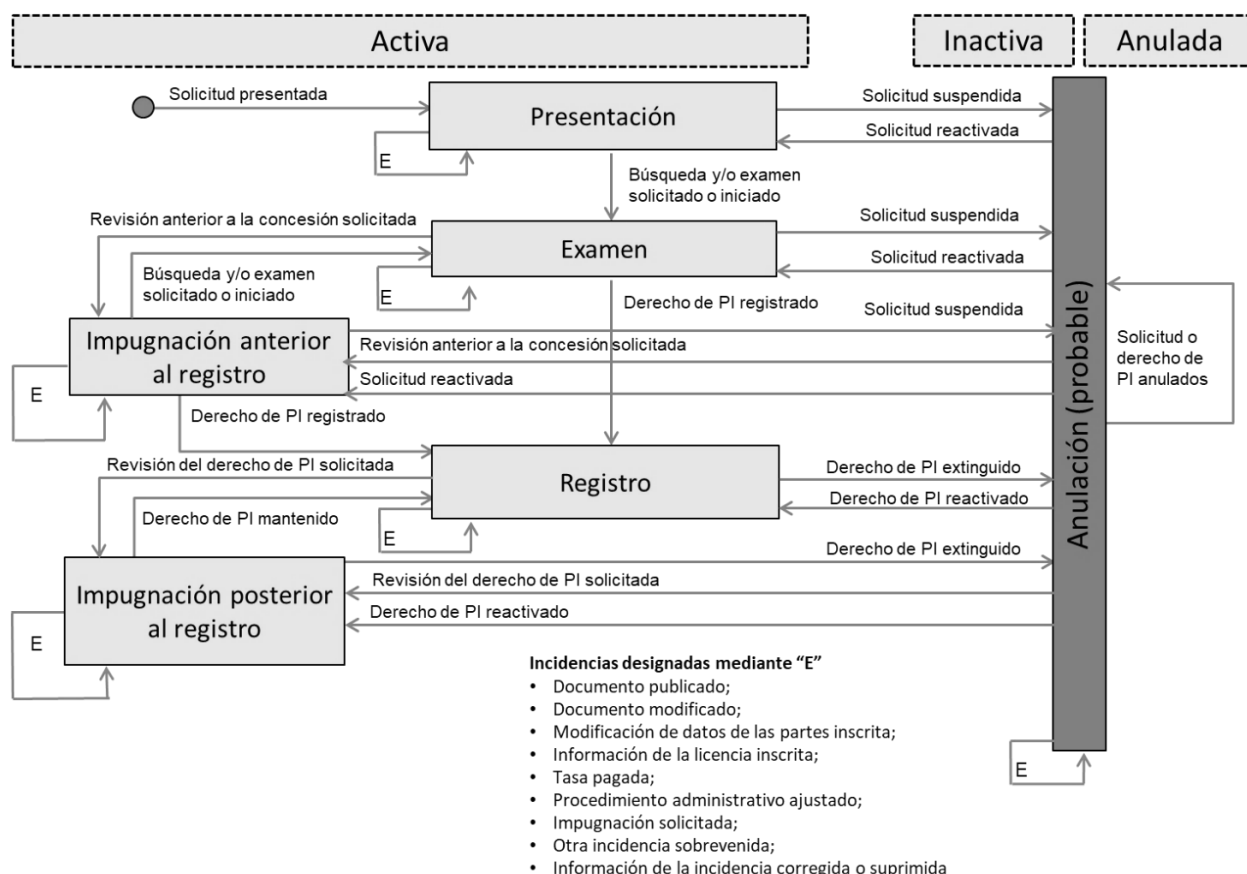 Activa
Inactiva
Anulada
Solicitud presentada
Presentación
Solicitud suspendida
Solicitud reactivada
E
Búsqueda y/o examen
solicitado o iniciado
Revisión anterior a la concesión solicitada
Examen
Solicitud suspendida
Solicitud reactivada
Búsqueda y/o examen
solicitado o iniciado
E
Derecho de PI registrado
Solicitud suspendida
Impugnación anterior
al registro
Revisión anterior a la concesión solicitada
Solicitud reactivada
E
Derecho de PI registrado
Anulación (probable)
Solicitud o
derecho de
PI anulados
Revisión del derecho de PI solicitada
Registro
Derecho de PI extinguido
Derecho de PI reactivado
Derecho de PI mantenido
E
Derecho de PI extinguido
Impugnación posterior
al registro
Revisión del derecho de PI solicitada
Derecho de PI reactivado
E
Incidencias designadas mediante “E”
• Documento publicado;
• Documento modificado;
• Modificación de datos de las partes inscrita;
• Información de la licencia inscrita;
• Tasa pagada;
• Procedimiento administrativo ajustado;
• Impugnación solicitada;
• Otra incidencia sobrevenida;
• Información de la incidencia corregida o suprimida
E